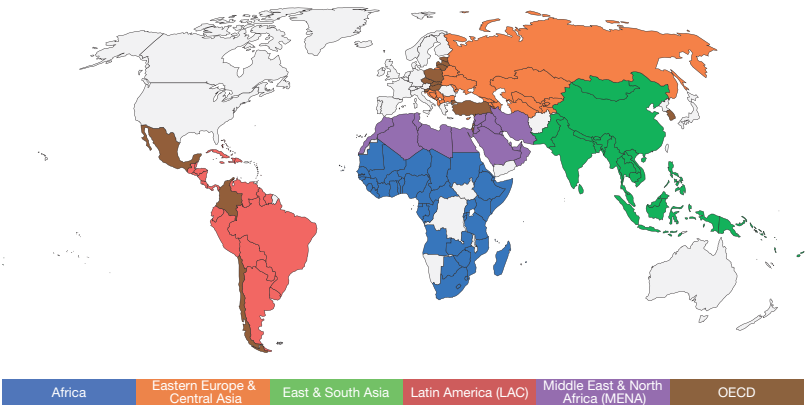 Africa
Eastern Europe &
Central Asia
East & South Asia
Latin America (LAC)
Middle East & North
Africa (MENA)
OECD